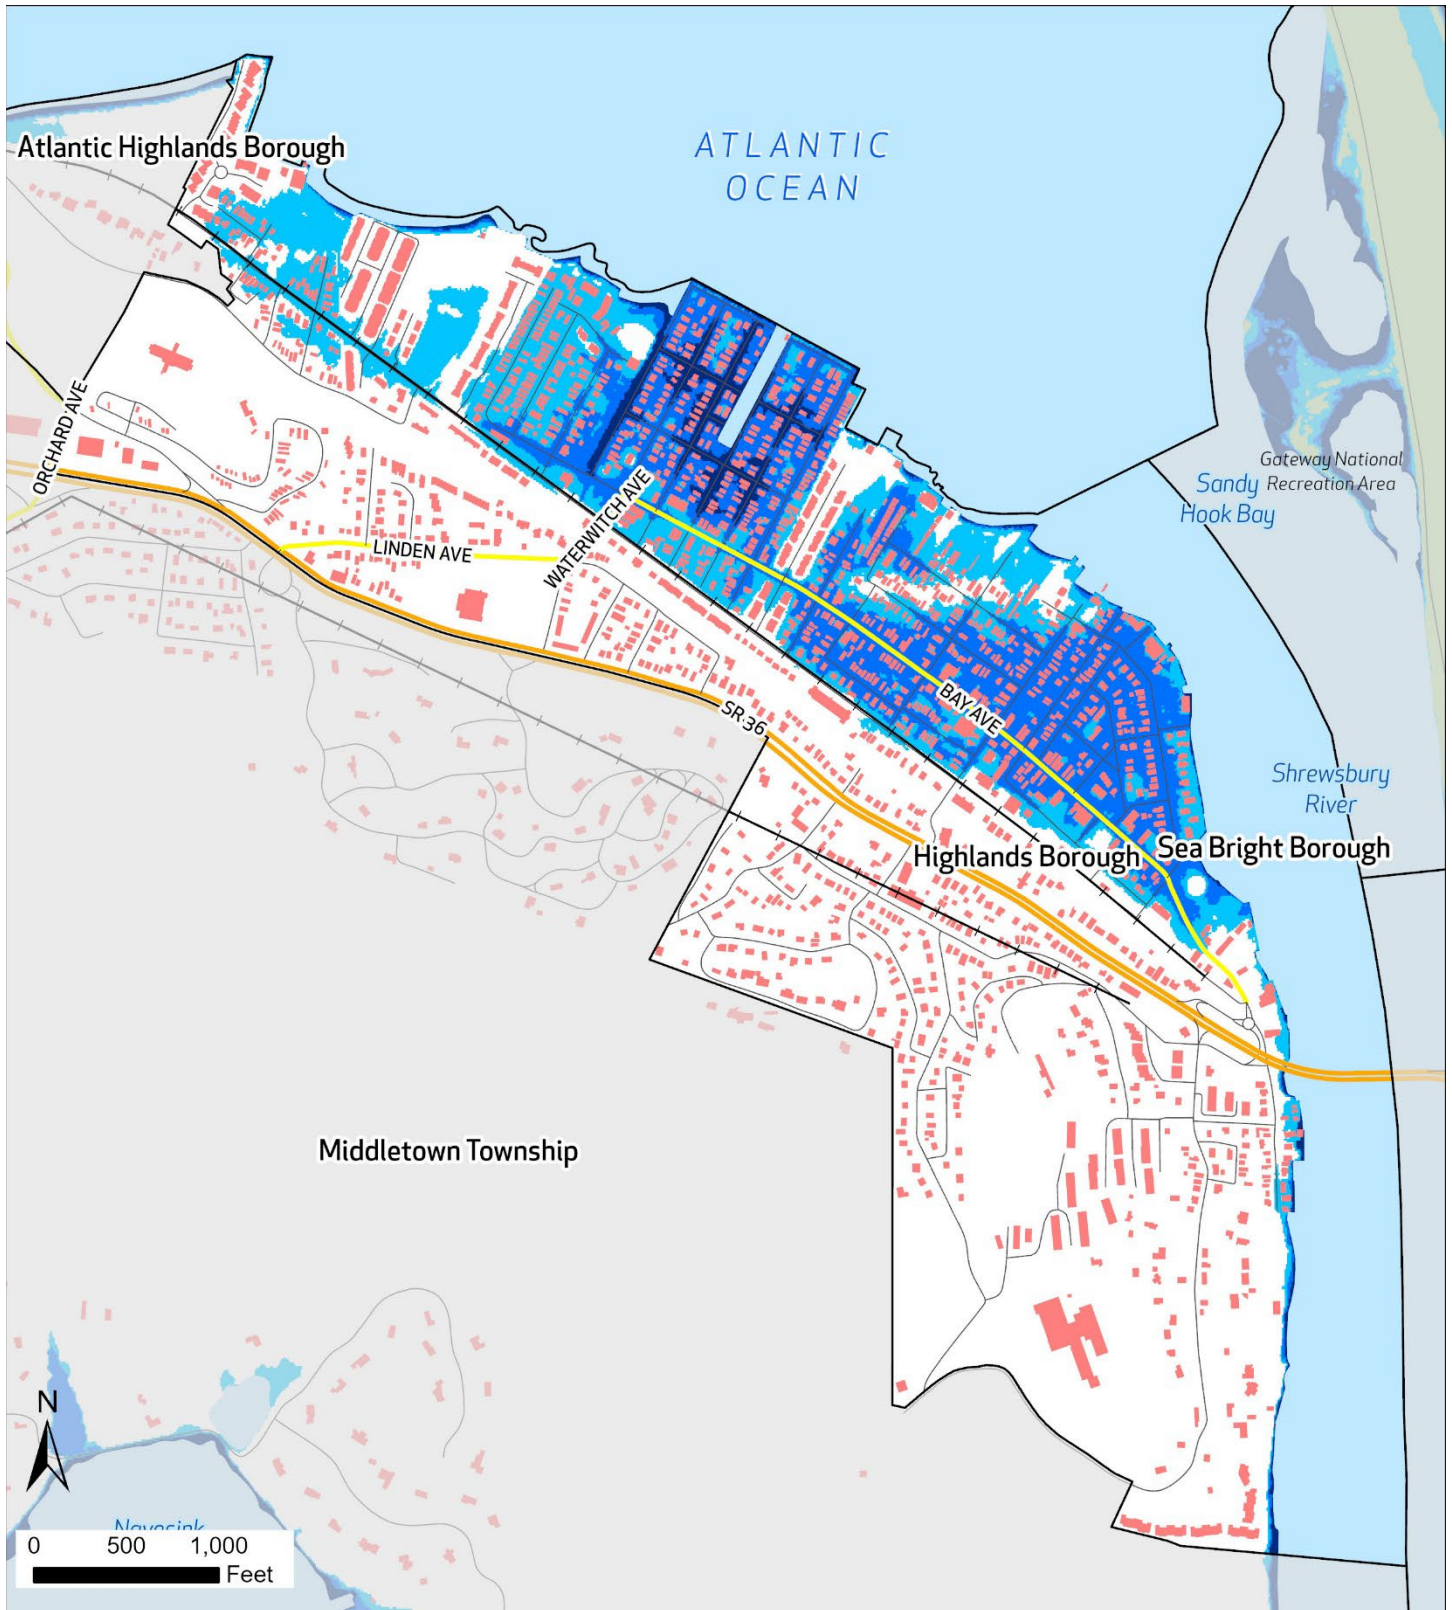 Atlantic Highlands Borough
ATLANTIC
OCEAN
ORCHARD AVE
Gateway National
Recreation Area
Sandy
Hook Bay
WATERWITCH AVE
LINDEN AVE
BAY AVE
SR 36
Shrewsbury
River
Highlands Borough
Sea Bright Borough
Middletown Township
N
Navesink
0 500 1,000
Feet